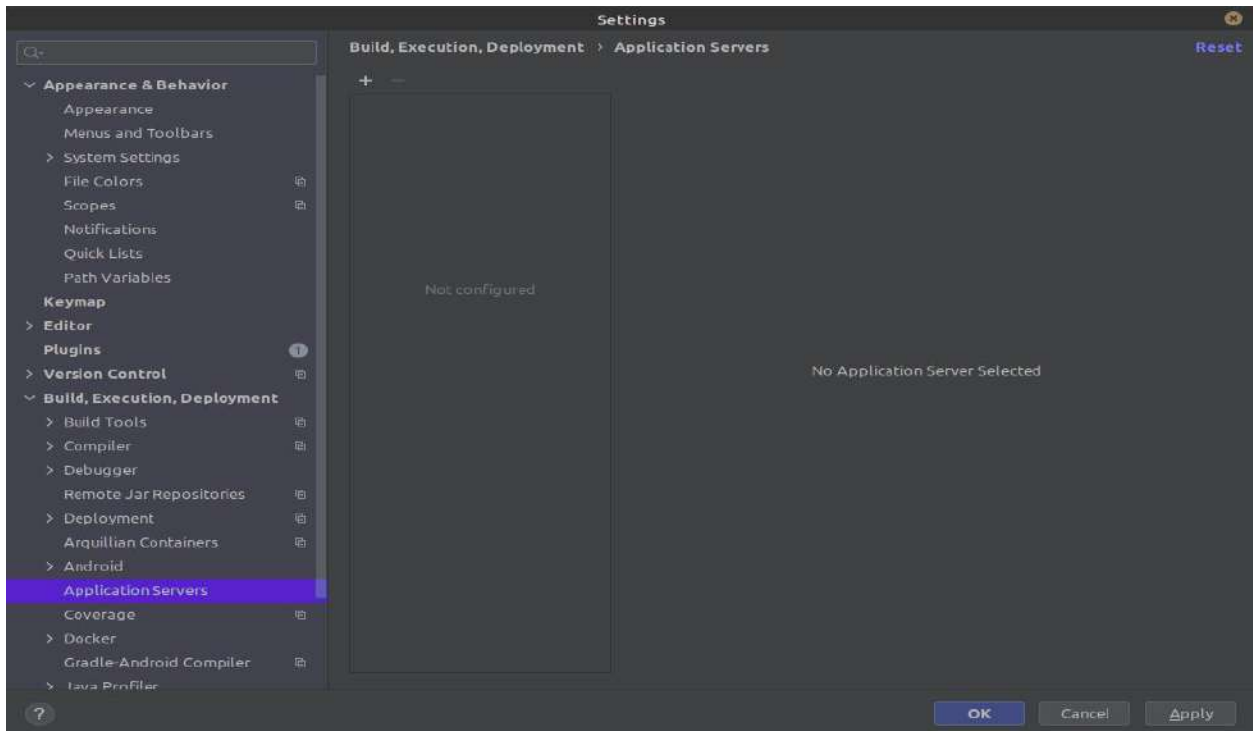 Settings
Build, Execution, Deployment › Application Servers
Reset
Appearance & Behavior
Appearance
Menus and Toolbars
System Settings
File Colors
Scopes
Notifications
Quick Lists
Path Variables
Keymap
Editor
Plugins
1
Version Control
Build, Execution, Deployment
Build Tools
Compiler
Debugger
Remote Jar Repositories
Deployment
Arquillian Containers
Android
Application Servers
Coverage
Docker
Gradle-Android Compiler
Java Profiler
Not configured
No Application Server Selected
?
OK
Cancel
Apply